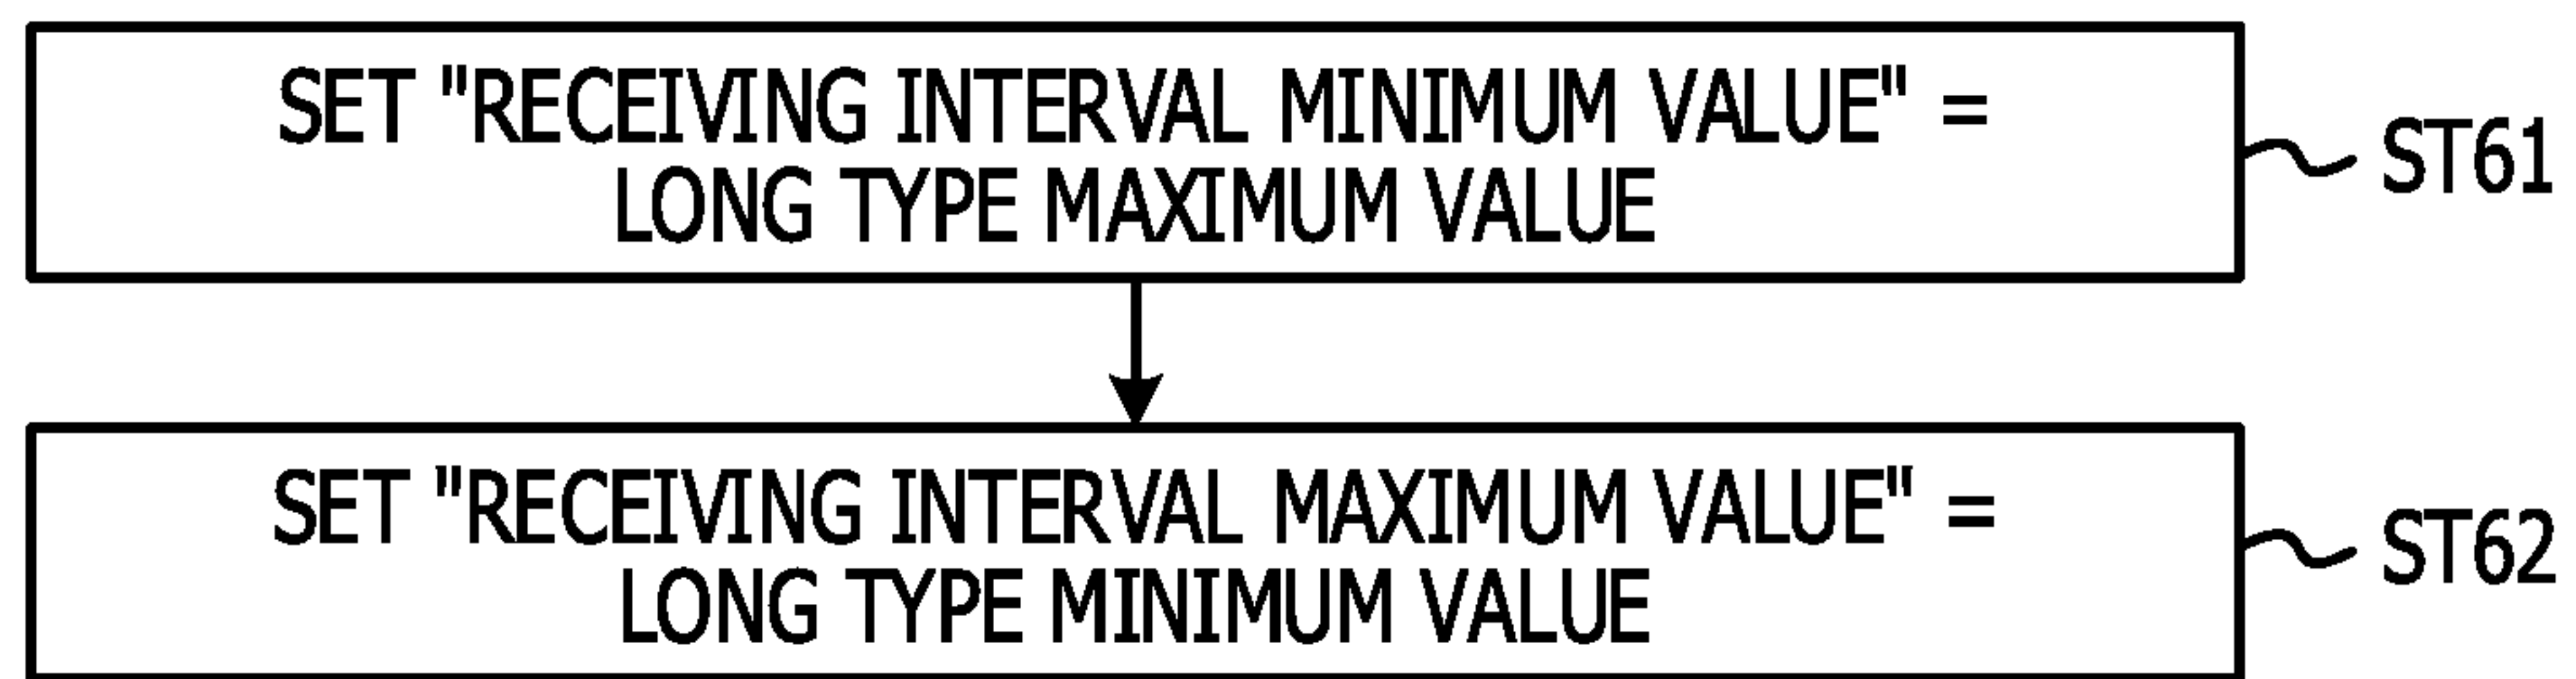 SET "RECEIVING INTERVAL MINIMUM VALUE" =
LONG TYPE MAXIMUM VALUE
ST61
SET "RECEIVING INTERVAL MAXIMUM VALUE" =
LONG TYPE MINIMUM VALUE
ST62